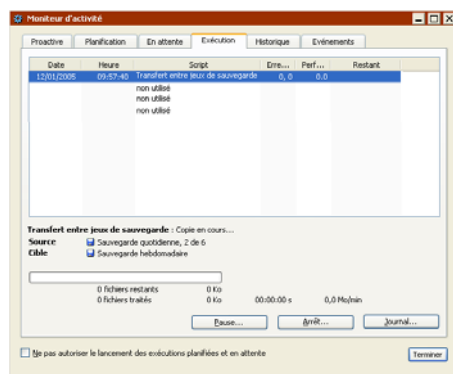 Moniteur d'activité
Proactive Planification En attente Exécution Historique Evénements
Date Heure Script Erre... Perf... Restant
12/01/2005 09:57:40 Transfert entre jeux de sauvegarde 0, 0 0.0
non utilisé
non utilisé
non utilisé
Transfert entre jeux de sauvegarde : Copie en cours...
Source Sauvegarde quotidienne, 2 de 6
Cible Sauvegarde hebdomadaire
0 fichiers restants 0 Ko
0 fichiers traités 0 Ko 00:00:00 s 0,0 Mo/min
Pause... Arrêt... Journal...
Ne pas autoriser le lancement des exécutions planifiées et en attente Terminer